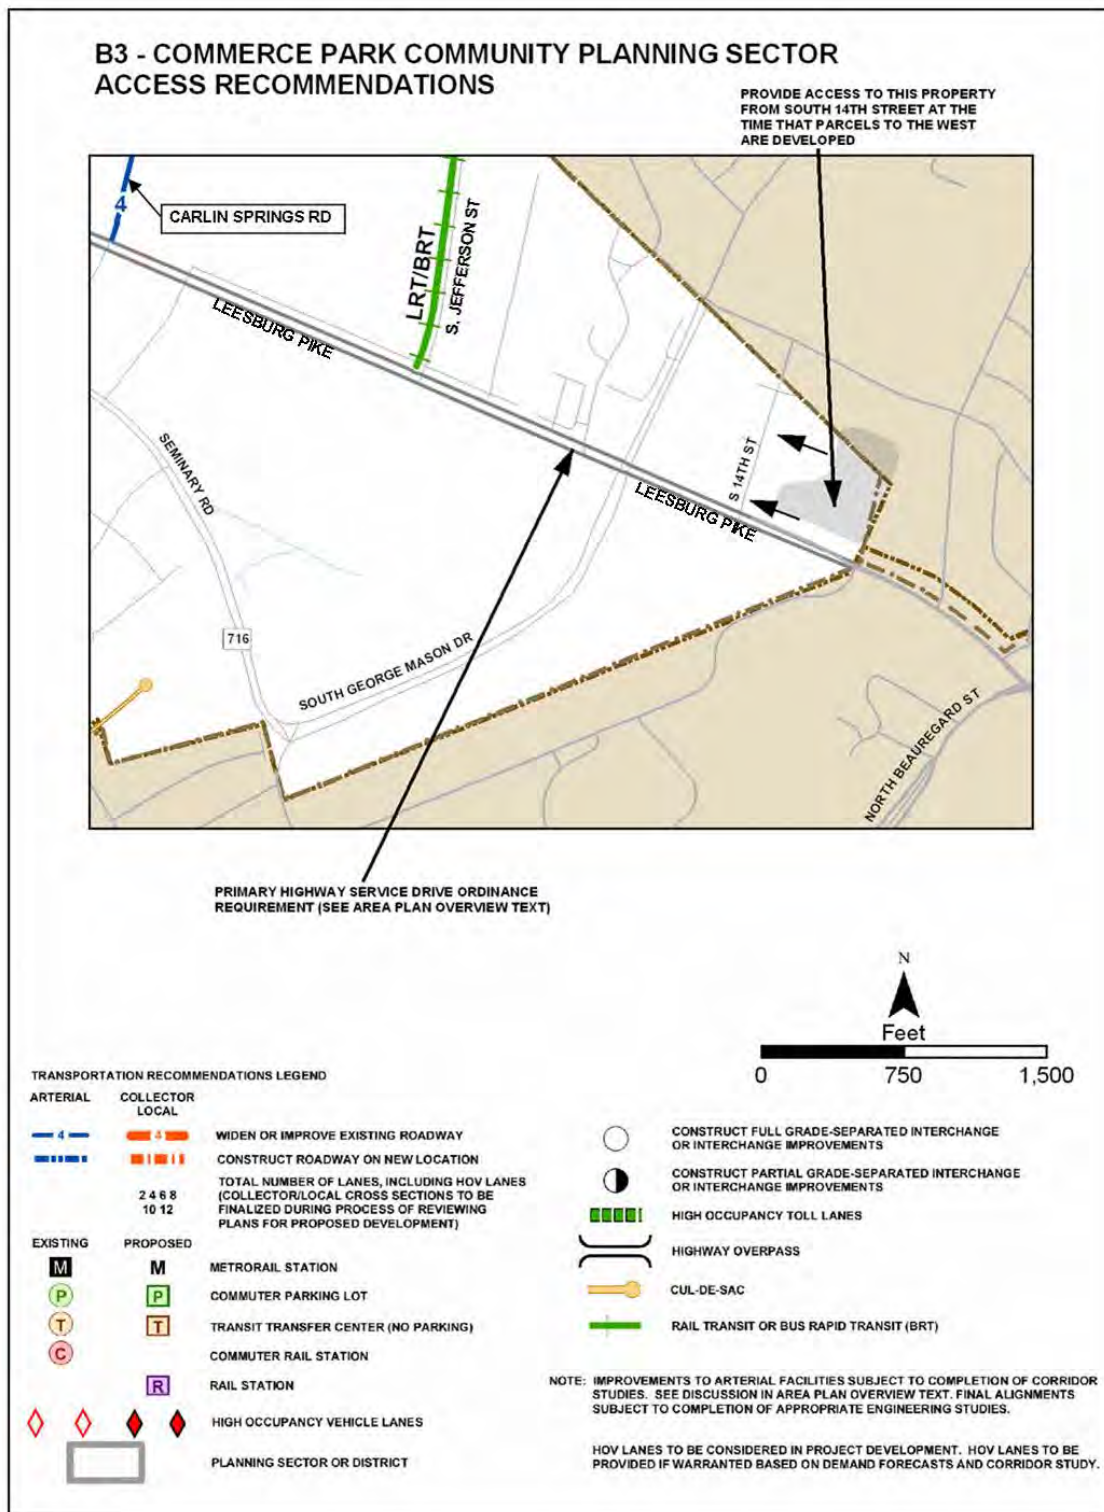 B3 - COMMERCE PARK COMMUNITY PLANNING SECTOR
ACCESS RECOMMENDATIONS
PROVIDE ACCESS TO THIS PROPERTY
FROM SOUTH 14TH STREET AT THE
TIME THAT PARCELS TO THE WEST
ARE DEVELOPED
4
CARLIN SPRINGS RD
LRT/BRT
S. JEFFERSON ST
LEESBURG PIKE
SEMINARY RD
S 14TH ST
LEESBURG PIKE
716
SOUTH GEORGE MASON DR
NORTH BEAUREGARD ST
PRIMARY HIGHWAY SERVICE DRIVE ORDINANCE
REQUIREMENT (SEE AREA PLAN OVERVIEW TEXT)
N
Feet
0 750 1,500
TRANSPORTATION RECOMMENDATIONS LEGEND
ARTERIAL COLLECTOR
LOCAL
4 4 WIDEN OR IMPROVE EXISTING ROADWAY
CONSTRUCT ROADWAY ON NEW LOCATION
2 4 6 8
10 12
TOTAL NUMBER OF LANES, INCLUDING HOV LANES
(COLLECTOR/LOCAL CROSS SECTIONS TO BE
FINALIZED DURING PROCESS OF REVIEWING
PLANS FOR PROPOSED DEVELOPMENT)
EXISTING PROPOSED
M M METRORAIL STATION
P P COMMUTER PARKING LOT
T T TRANSIT TRANSFER CENTER (NO PARKING)
C COMMUTER RAIL STATION
R RAIL STATION
HIGH OCCUPANCY VEHICLE LANES
PLANNING SECTOR OR DISTRICT
CONSTRUCT FULL GRADE-SEPARATED INTERCHANGE
OR INTERCHANGE IMPROVEMENTS
CONSTRUCT PARTIAL GRADE-SEPARATED INTERCHANGE
OR INTERCHANGE IMPROVEMENTS
HIGH OCCUPANCY TOLL LANES
HIGHWAY OVERPASS
CUL-DE-SAC
RAIL TRANSIT OR BUS RAPID TRANSIT (BRT)
NOTE: IMPROVEMENTS TO ARTERIAL FACILITIES SUBJECT TO COMPLETION OF CORRIDOR
STUDIES. SEE DISCUSSION IN AREA PLAN OVERVIEW TEXT. FINAL ALIGNMENTS
SUBJECT TO COMPLETION OF APPROPRIATE ENGINEERING STUDIES.
HOV LANES TO BE CONSIDERED IN PROJECT DEVELOPMENT. HOV LANES TO BE
PROVIDED IF WARRANTED BASED ON DEMAND FORECASTS AND CORRIDOR STUDY.